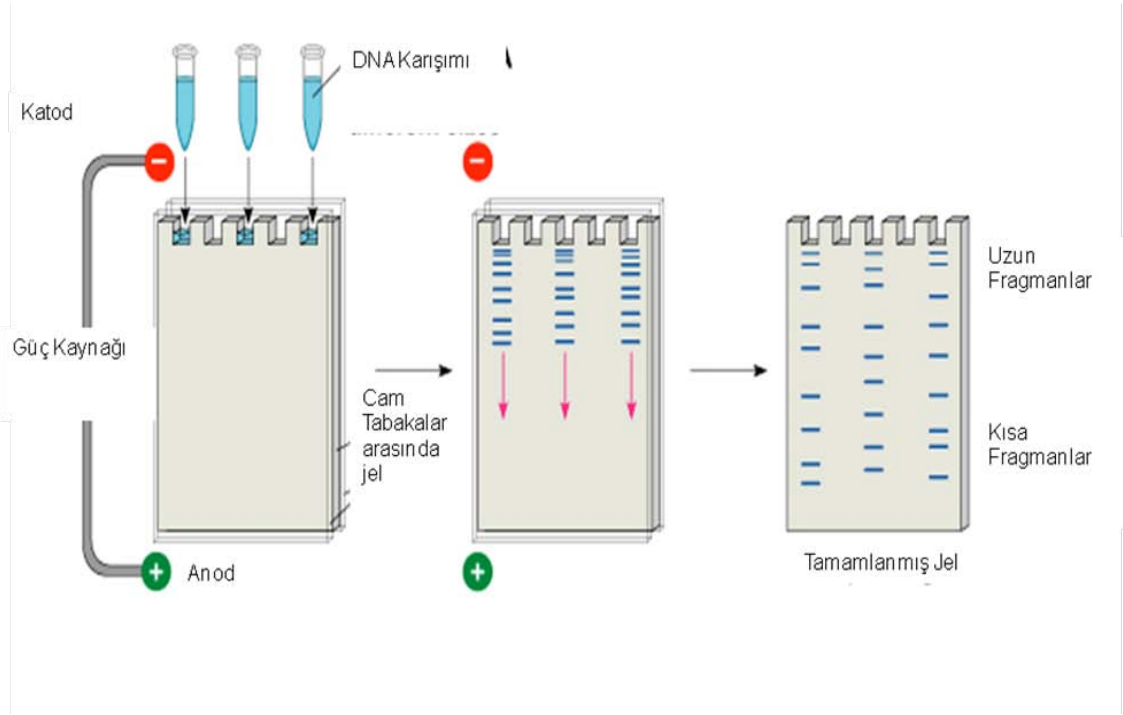 DNA Karışımı
Katod
Güç Kaynağı
Cam
Tabakalar
arasında
jel
Anod
Uzun
Fragmanlar
Kısa
Fragmanlar
Tamamlanmış Jel